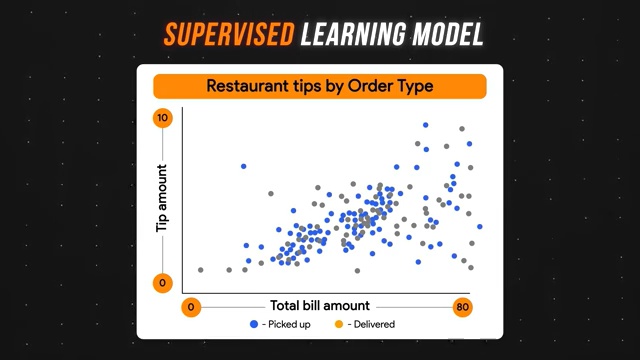 SUPERVISED LEARNING MODEL
Restaurant tips by Order Type
10
Tip amount
0
0
Total bill amount
80
- Picked up
- Delivered